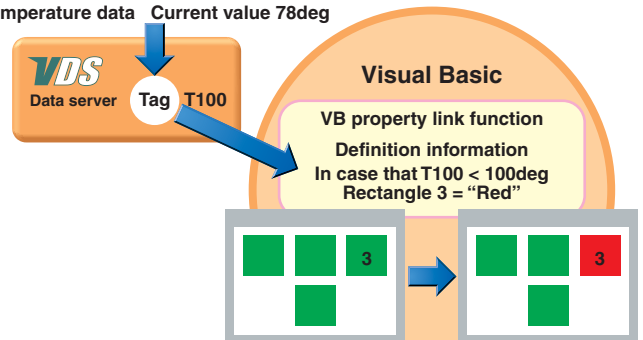 mperature data Current value 78deg
VDS
Data server Tag T100
Visual Basic
VB property link function
Definition information
In case that T100 < 100deg
Rectangle 3 = “Red”
3
3